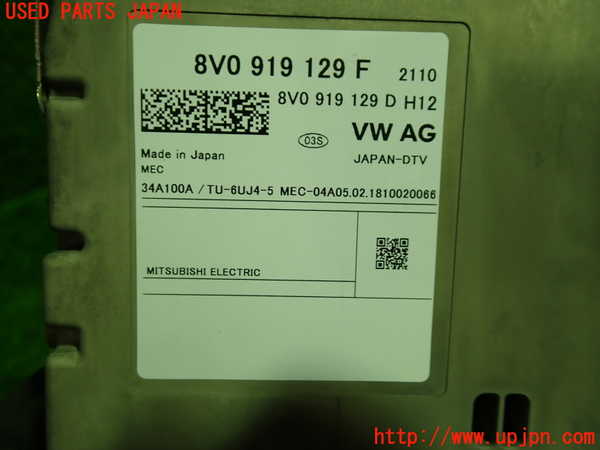 USED PARTS JAPAN
8V0 919 129 F 2110
8V0 919 129 D H12
03S VW AG
Made in Japan JAPAN-DTV
MEC
34A100A / TU-6UJ4-5 MEC-04A05.02.1810020066
MITSUBISHI ELECTRIC
http://www.upjpn.com